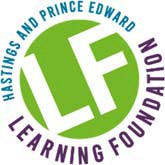 HASTINGS AND PRINCE EDWARD
LF
LEARNING FOUNDATION